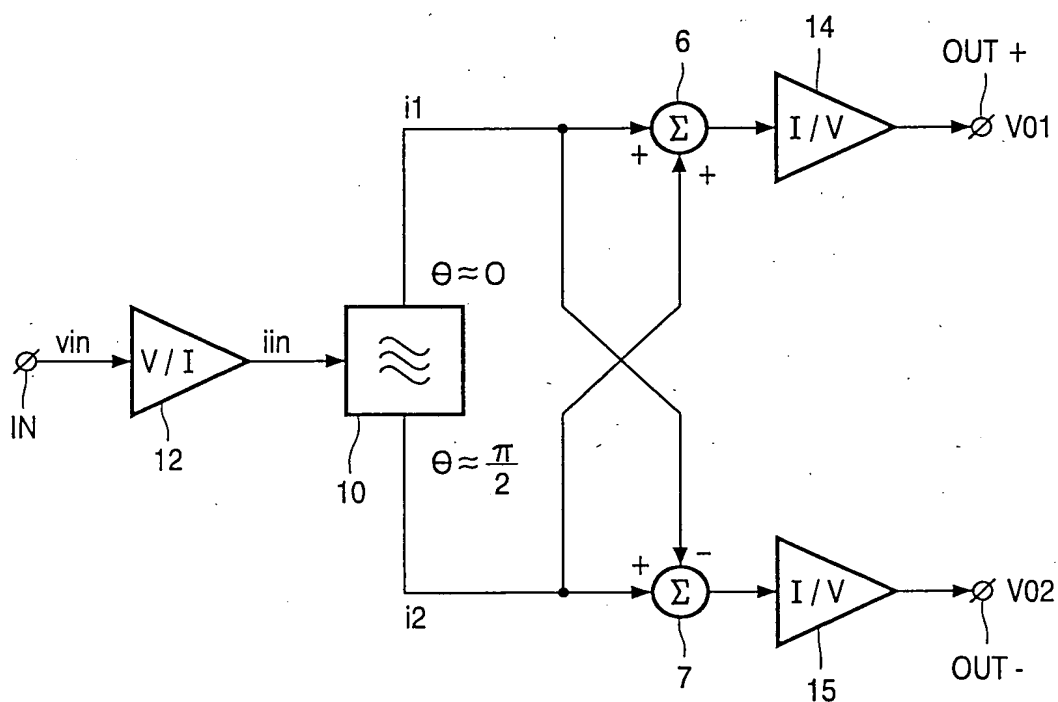 14
6
OUT +
i1
Σ
I / V
V01
+
+
Θ ≈ 0
vin
V / I
iin
IN
12
10
Θ ≈ π/2
+
-
i2
Σ
I / V
V02
7
15
OUT -